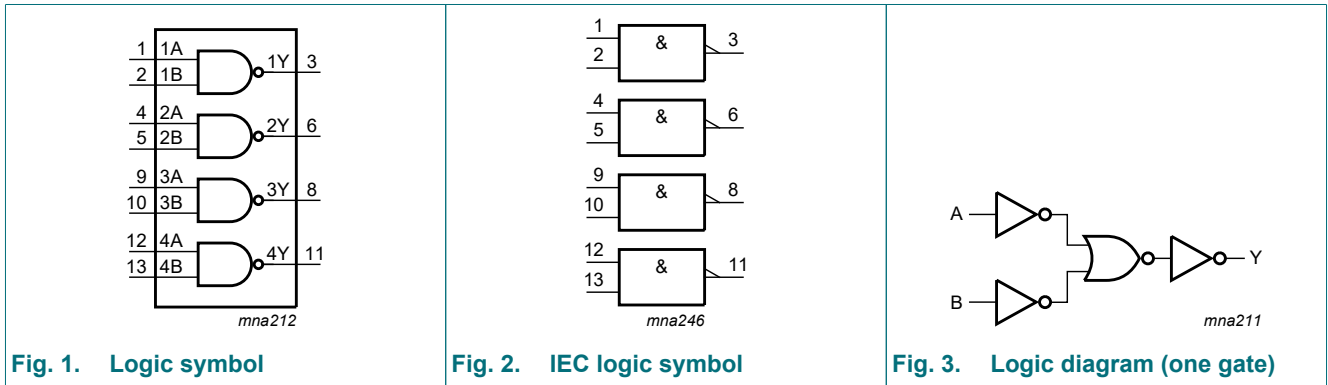 1 1A
1Y 3
2 1B
4 2A
2Y 6
5 2B
9 3A
3Y 8
10 3B
12 4A
4Y 11
13 4B
mna212
Fig. 1. Logic symbol
1
&
3
2
4
&
6
5
9
&
8
10
12
&
11
13
mna246
Fig. 2. IEC logic symbol
A
Y
B
mna211
Fig. 3. Logic diagram (one gate)